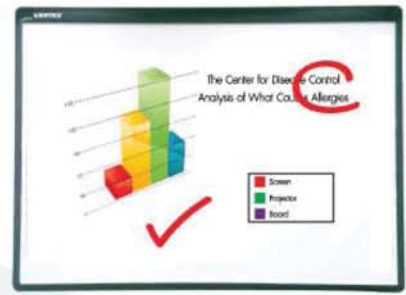 The Center for Disease Control
Analysis of What Causes Allergies
Screen
Projector
Board